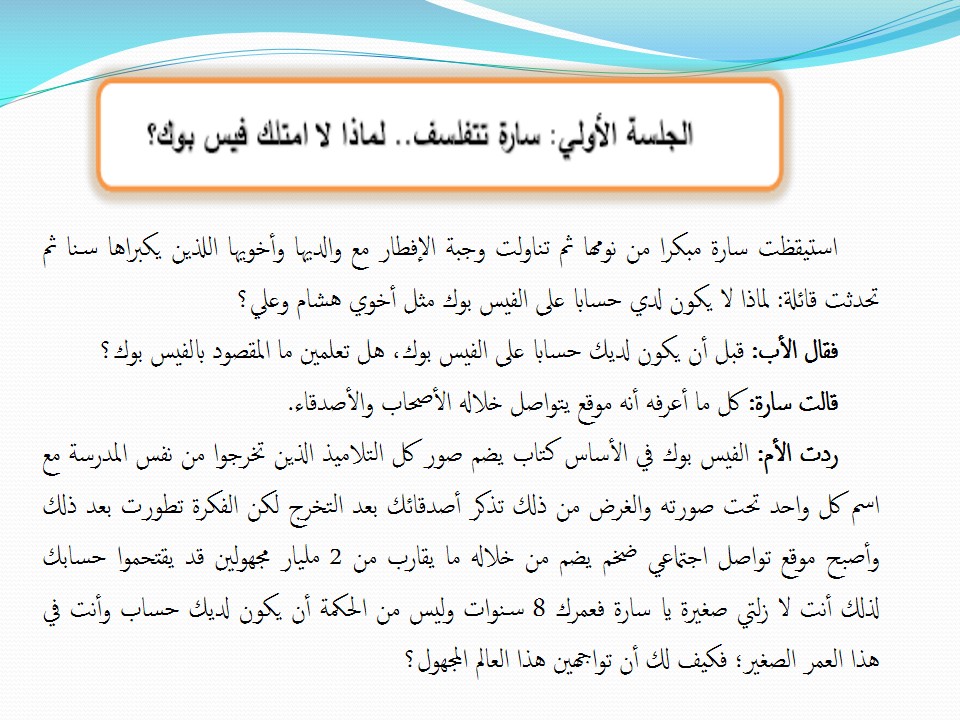 الجلسة الأولي: سارة تتفلسف.. لماذا لا امتلك فيس بوك؟
استيقظت سارة مبكرا من نومها ثم تناولت وجبة الإفطار مع والديها وأخويها اللذين يكبراها سنا ثم
تحدثت قائلة: لماذا لا يكون لدي حسابا على الفيس بوك مثل أخوي هشام وعلي؟
فقال الأب: قبل أن يكون لديك حسابا على الفيس بوك، هل تعلمين ما المقصود بالفيس بوك؟
قالت سارة: كل ما أعرفه أنه موقع يتواصل خلاله الأصحاب والأصدقاء.
ردت الأم: الفيس بوك في الأساس كتاب يضم صور كل التلاميذ الذين تخرجوا من نفس المدرسة مع
اسم كل واحد تحت صورته والغرض من ذلك تذكر أصدقائك بعد التخرج لكن الفكرة تطورت بعد ذلك
وأصبح موقع تواصل اجتماعي ضخم يضم من خلاله ما يقارب من 2 مليار مجهولين قد يقتحموا حسابك
لذلك أنت لا زلتي صغيرة يا سارة فعمرك 8 سنوات وليس من الحكمة أن يكون لديك حساب وأنت في
هذا العمر الصغير؛ فكيف لك أن تواجهين هذا العالم المجهول؟